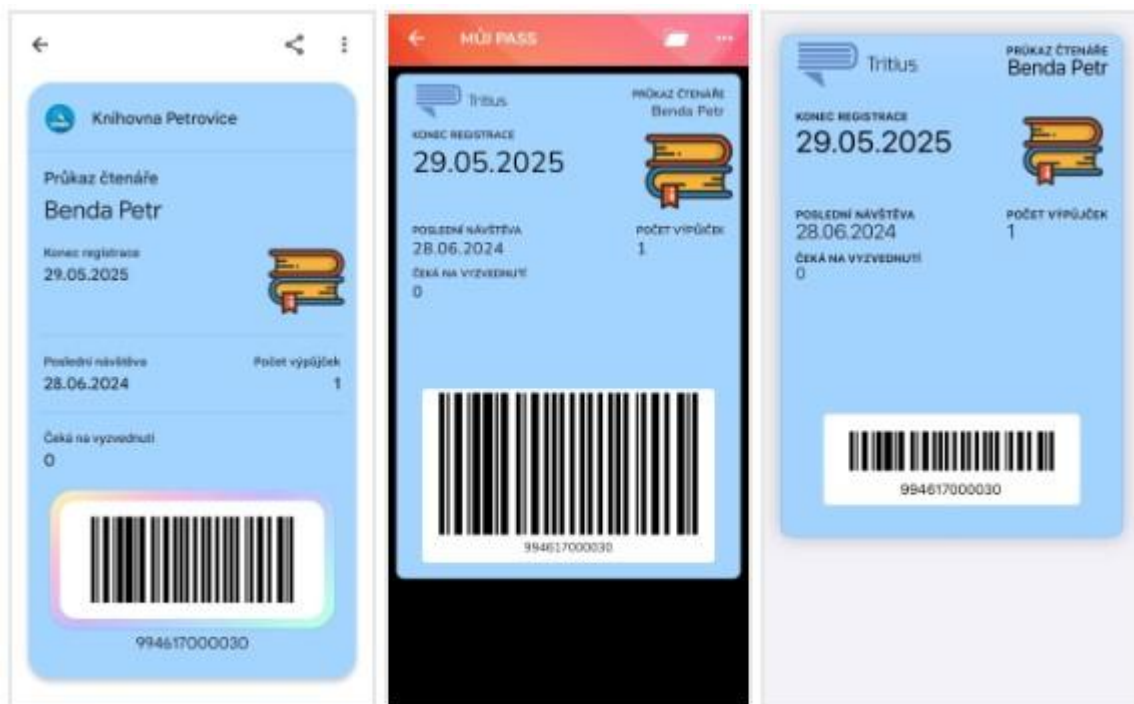 Knihovna Petrovice
Průkaz čtenáře
Benda Petr
Konec registrace
29.05.2025
Poslední návštěva
Počet výpůjček
28.06.2024
1
Čeká na vyzvednutí
0
994617000030
MŮJ PASS
Tritius
PRŮKAZ ČTENÁŘE
Benda Petr
KONEC REGISTRACE
29.05.2025
POSLEDNÍ NÁVŠTĚVA
POČET VÝPŮJČEK
28.06.2024
1
ČEKÁ NA VYZVEDNUTÍ
0
994617000030
Tritius
PRŮKAZ ČTENÁŘE
Benda Petr
KONEC REGISTRACE
29.05.2025
POSLEDNÍ NÁVŠTĚVA
POČET VÝPŮJČEK
28.06.2024
1
ČEKÁ NA VYZVEDNUTÍ
0
994617000030